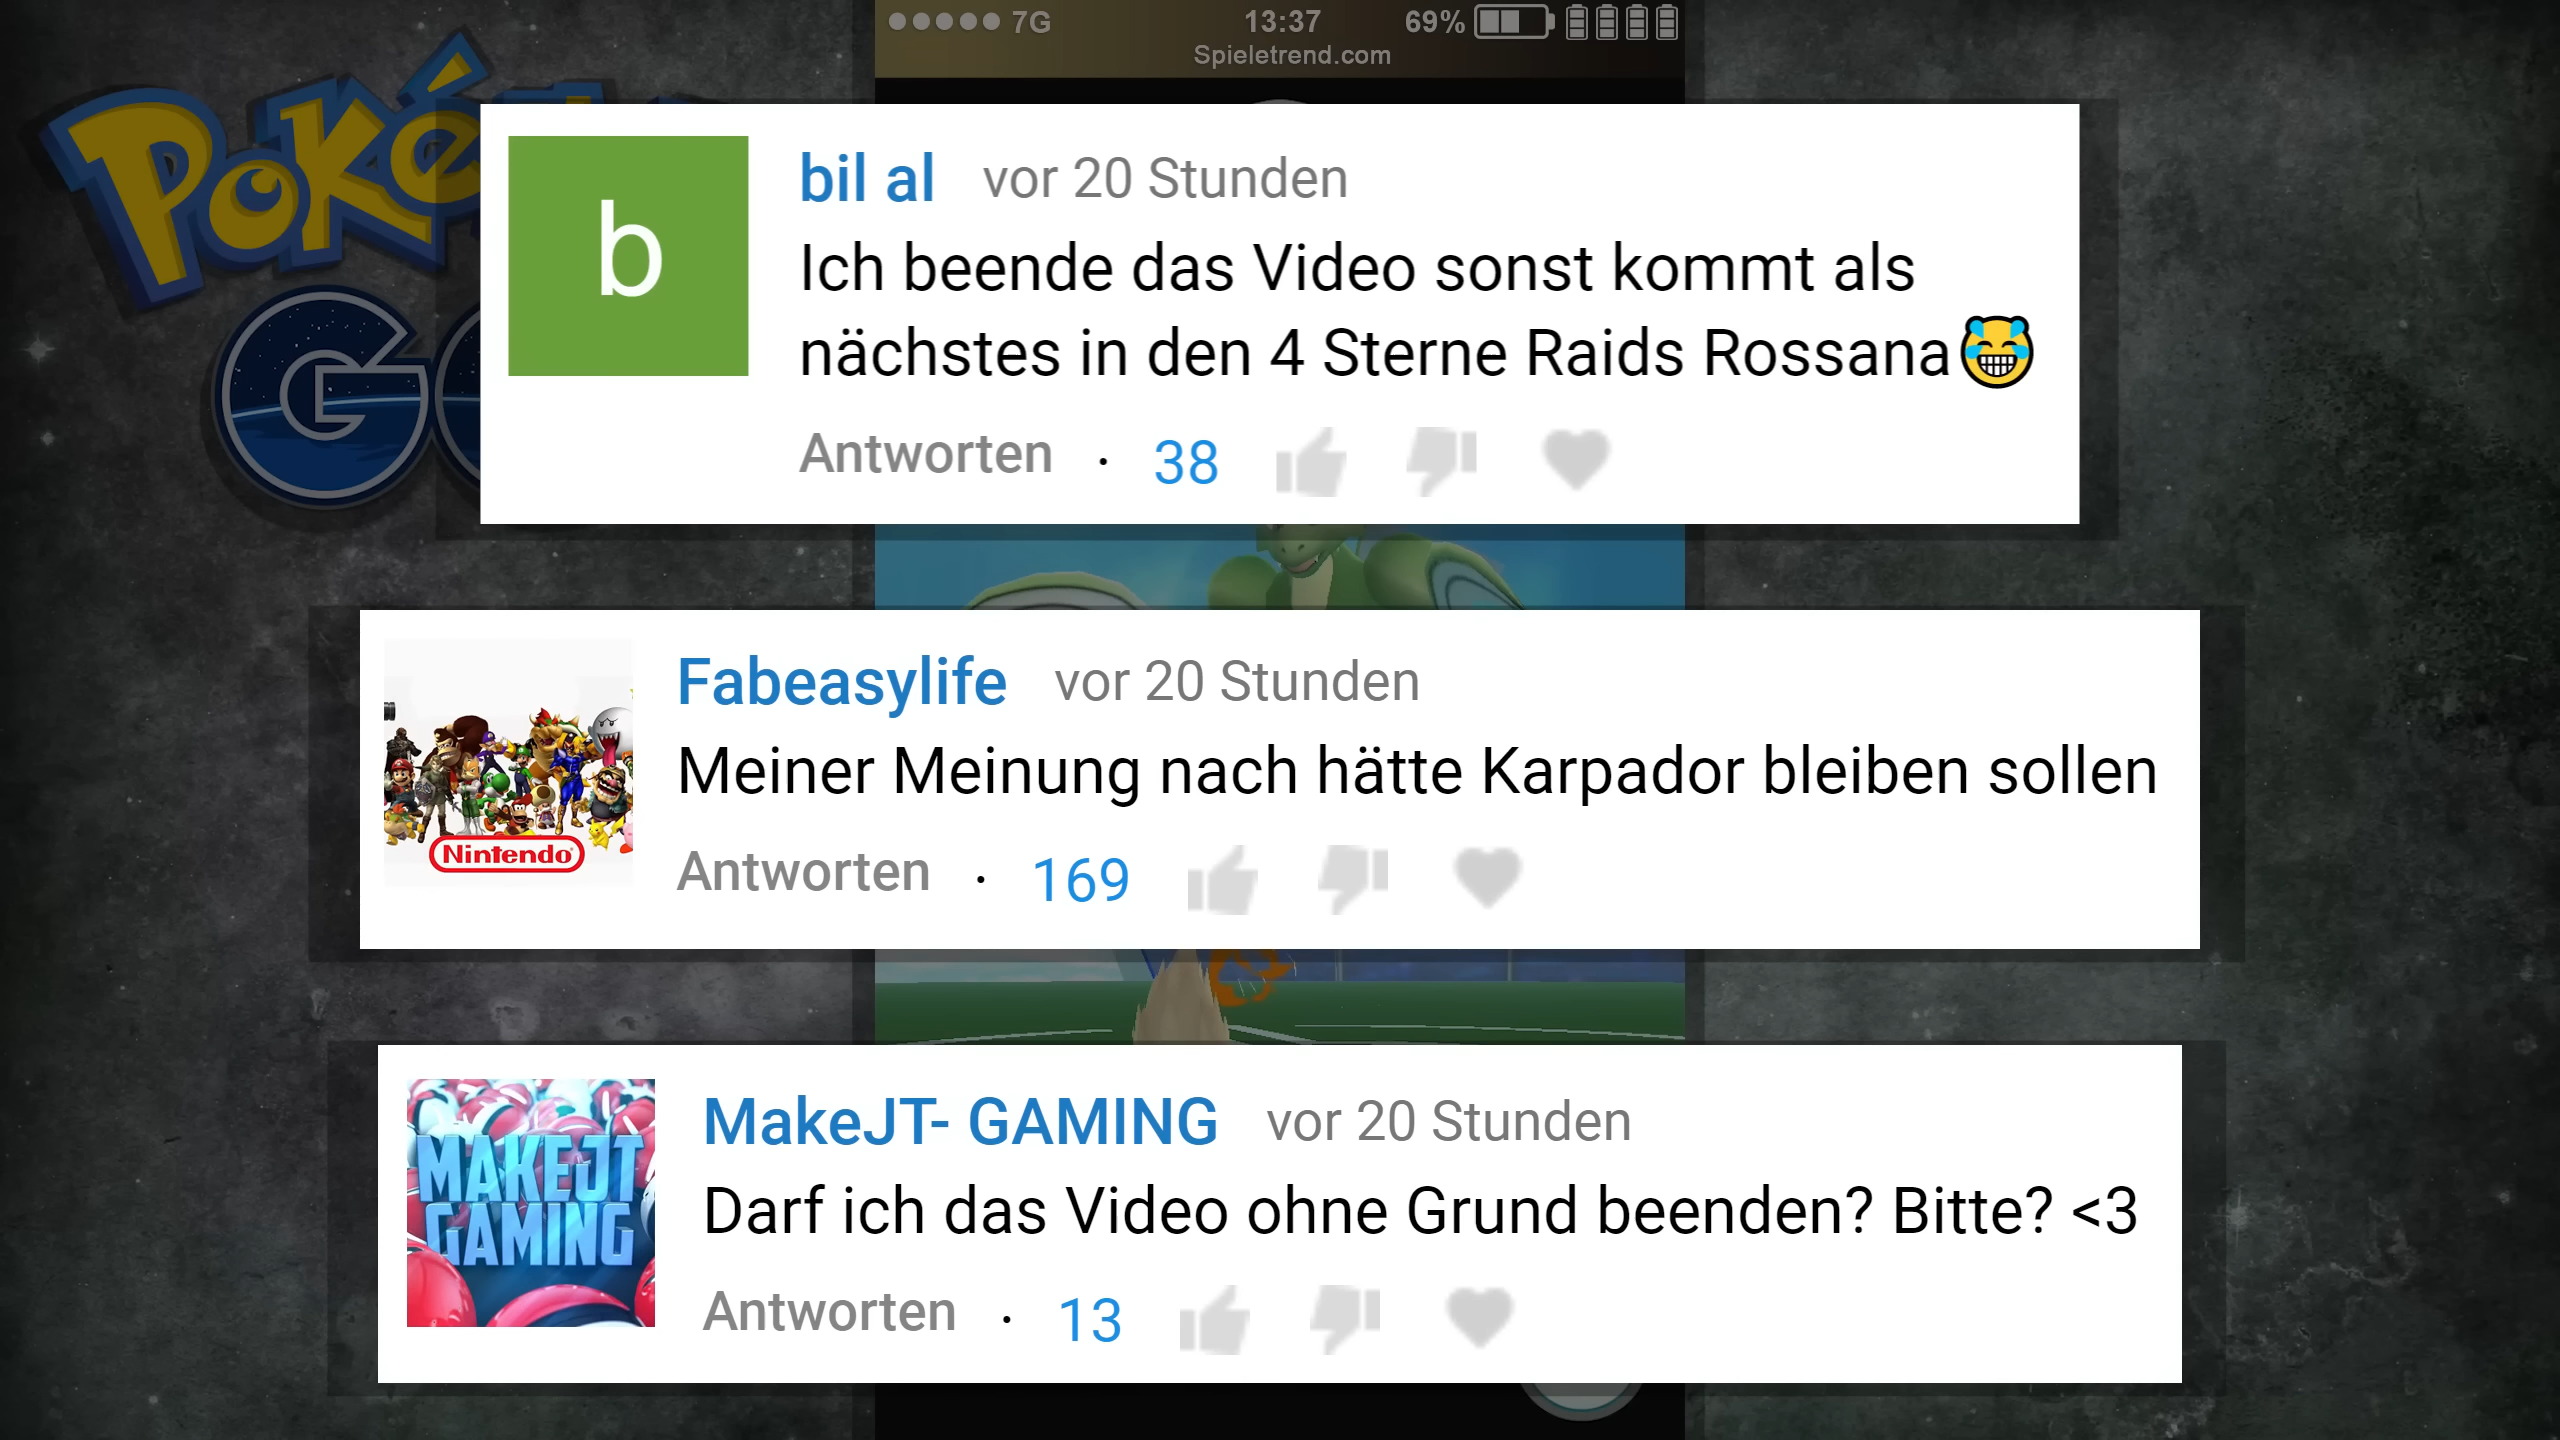 7G 13:37 69%
Spieletrend.com
Poké
GO
b
bil al vor 20 Stunden
Ich beende das Video sonst kommt als
nächstes in den 4 Sterne Raids Rossana😂
Antworten · 38
Fabeasylife vor 20 Stunden
Meiner Meinung nach hätte Karpador bleiben sollen
Nintendo
Antworten · 169
MakeJT- GAMING vor 20 Stunden
MAKEJT
GAMING
Darf ich das Video ohne Grund beenden? Bitte? <3
Antworten · 13